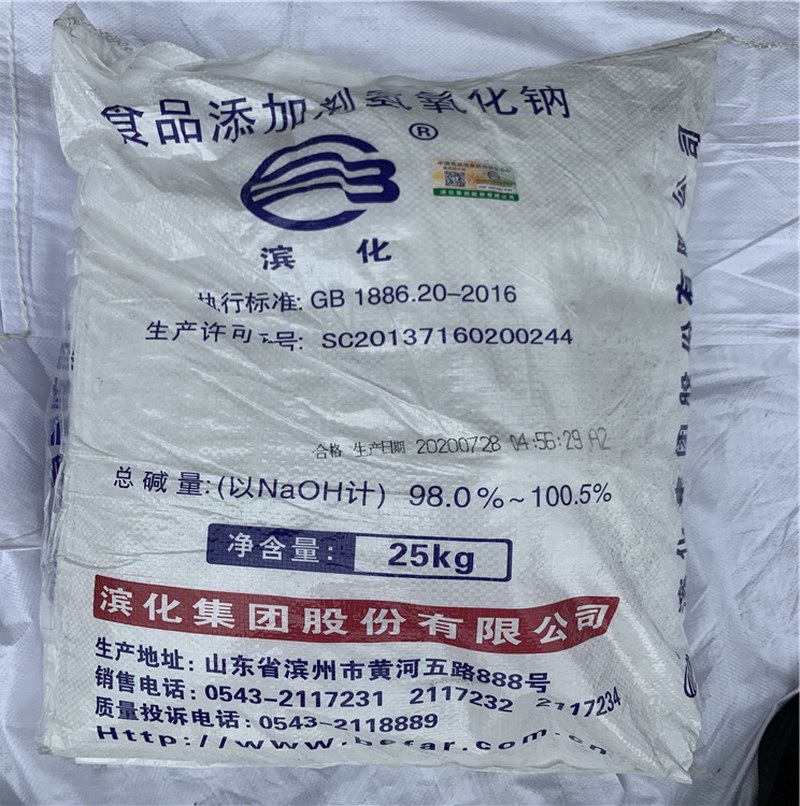 食品添加剂氢氧化钠
®
滨 化
执行标准: GB 1886.20-2016
生产许可证号: SC20137160200244
合格 生产日期 20200728 04:56:29 A2
总碱量:(以NaOH计) 98.0%~100.5%
净含量: 25kg
滨化集团股份有限公司
生产地址: 山东省滨州市黄河五路888号
销售电话: 0543-2117231 2117232 2117234
质量投诉电话: 0543-2118889
Http://www.befar.com.cn